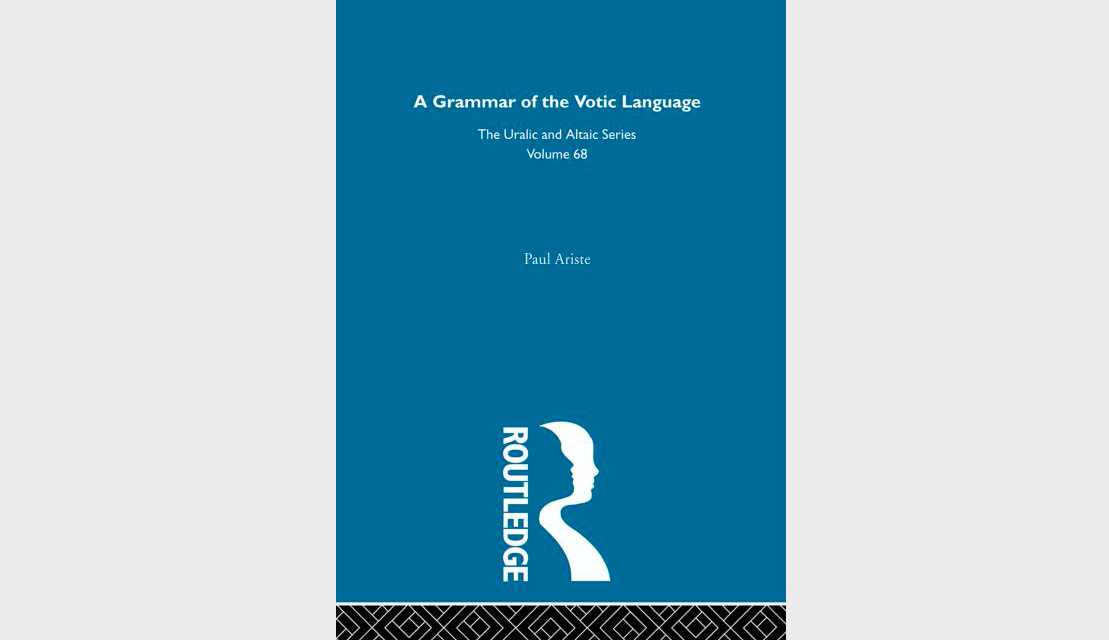 A Grammar of the Votic Language
The Uralic and Altaic Series
Volume 68
Paul Ariste
ROUTLEDGE